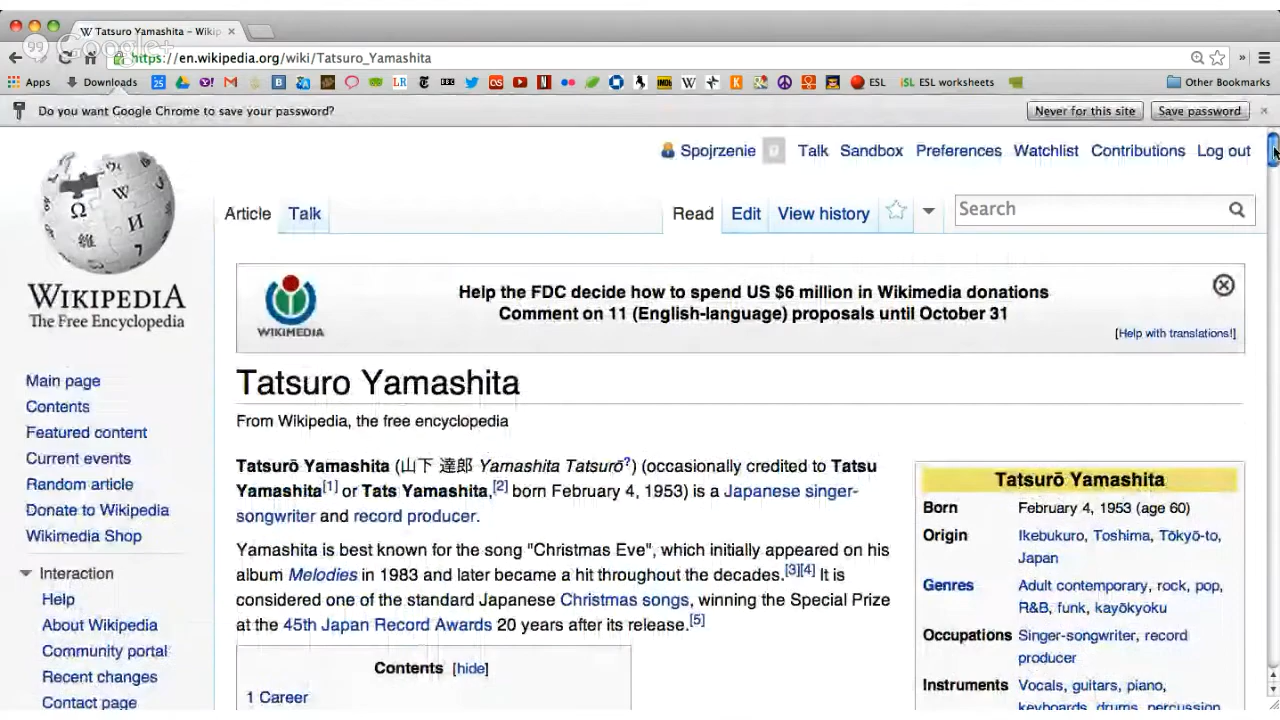 W Tatsuro Yamashita – Wikip ×
Google+
https://en.wikipedia.org/wiki/Tatsuro_Yamashita
Apps Downloads LR IMDb W ESL iSL ESL worksheets Other Bookmarks
Do you want Google Chrome to save your password? Never for this site Save password ×
Spojrzenie Talk Sandbox Preferences Watchlist Contributions Log out
Article Talk Read Edit View history Search
WIKIPEDIA
The Free Encyclopedia
Help the FDC decide how to spend US $6 million in Wikimedia donations
Comment on 11 (English-language) proposals until October 31
WIKIMEDIA
[Help with translations!]
Main page
Contents
Featured content
Current events
Random article
Donate to Wikipedia
Wikimedia Shop
Interaction
Help
About Wikipedia
Community portal
Recent changes
Contact page
Tatsuro Yamashita
From Wikipedia, the free encyclopedia
Tatsurō Yamashita (山下 達郎 Yamashita Tatsurō?) (occasionally credited to Tatsu
Yamashita[1] or Tats Yamashita,[2] born February 4, 1953) is a Japanese singer-
songwriter and record producer.
Yamashita is best known for the song "Christmas Eve", which initially appeared on his
album Melodies in 1983 and later became a hit throughout the decades.[3][4] It is
considered one of the standard Japanese Christmas songs, winning the Special Prize
at the 45th Japan Record Awards 20 years after its release.[5]
Contents [hide]
1 Career
Tatsurō Yamashita
Born February 4, 1953 (age 60)
Origin Ikebukuro, Toshima, Tōkyō-to,
Japan
Genres Adult contemporary, rock, pop,
R&B, funk, kayōkyoku
Occupations Singer-songwriter, record
producer
Instruments Vocals, guitars, piano,
keyboards, drums, percussion